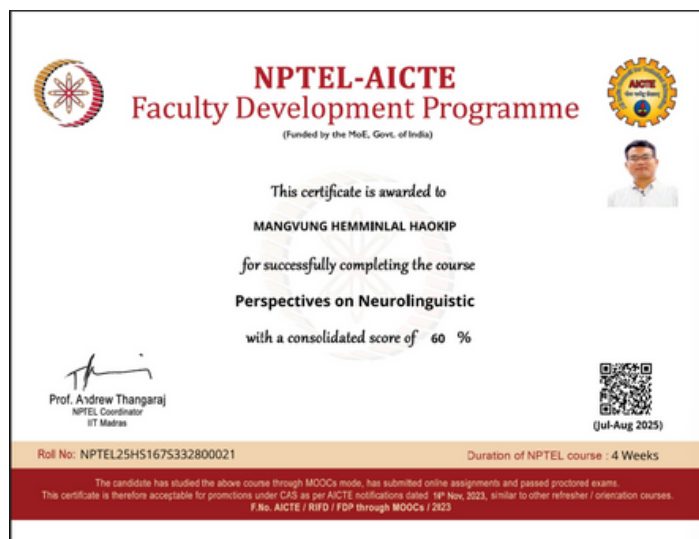 NPTEL-AICTE
Faculty Development Programme
(Funded by the MoE, Govt. of India)
AICTE
This certificate is awarded to
MANGVUNG HEMMINLAL HAOKIP
for successfully completing the course
Perspectives on Neurolinguistic
with a consolidated score of 60 %
Prof. Andrew Thangaraj
NPTEL Coordinator
IIT Madras
(Jul-Aug 2025)
Roll No: NPTEL25HS167S332800021
Duration of NPTEL course : 4 Weeks
The candidate has studied the above course through MOOCs mode, has submitted online assignments and passed proctored exams.
This certificate is therefore acceptable for promotions under CAS as per AICTE notifications dated 16th Nov, 2023, similar to other refresher / orientation courses.
F.No. AICTE / RIFD / FDP through MOOCs / 2023